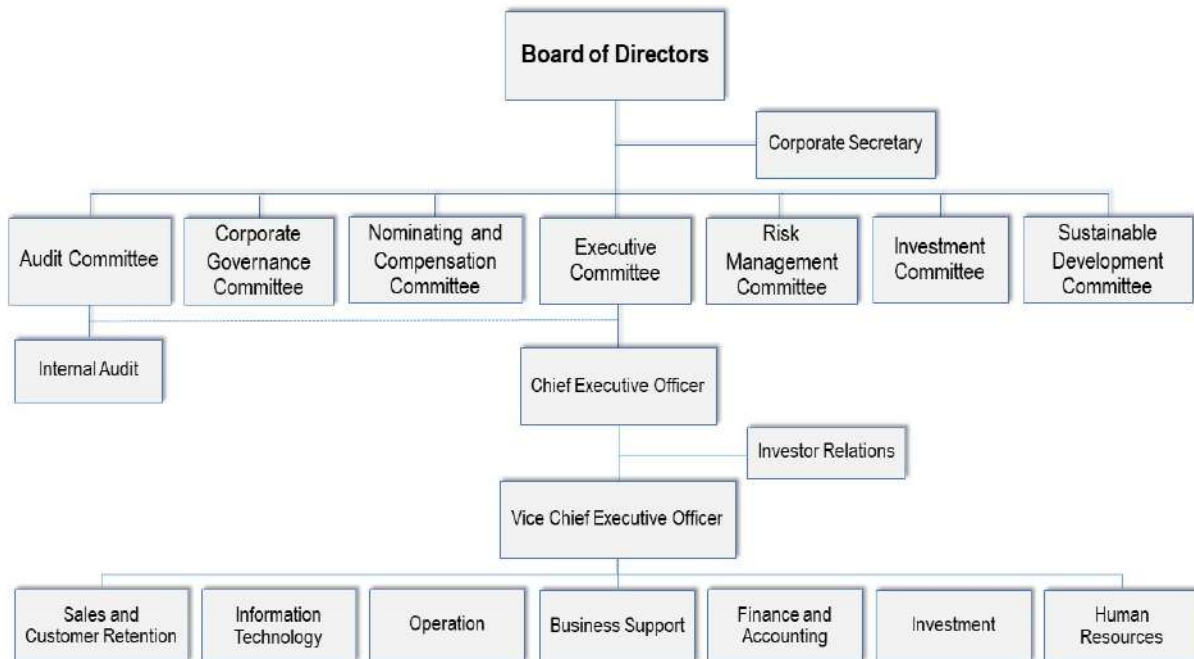 Board of Directors
Corporate Secretary
Audit Committee
Corporate
Governance
Committee
Nominating and
Compensation
Committee
Executive
Committee
Risk
Management
Committee
Investment
Committee
Sustainable
Development
Committee
Internal Audit
Chief Executive Officer
Investor Relations
Vice Chief Executive Officer
Sales and
Customer Retention
Information
Technology
Operation
Business Support
Finance and
Accounting
Investment
Human
Resources